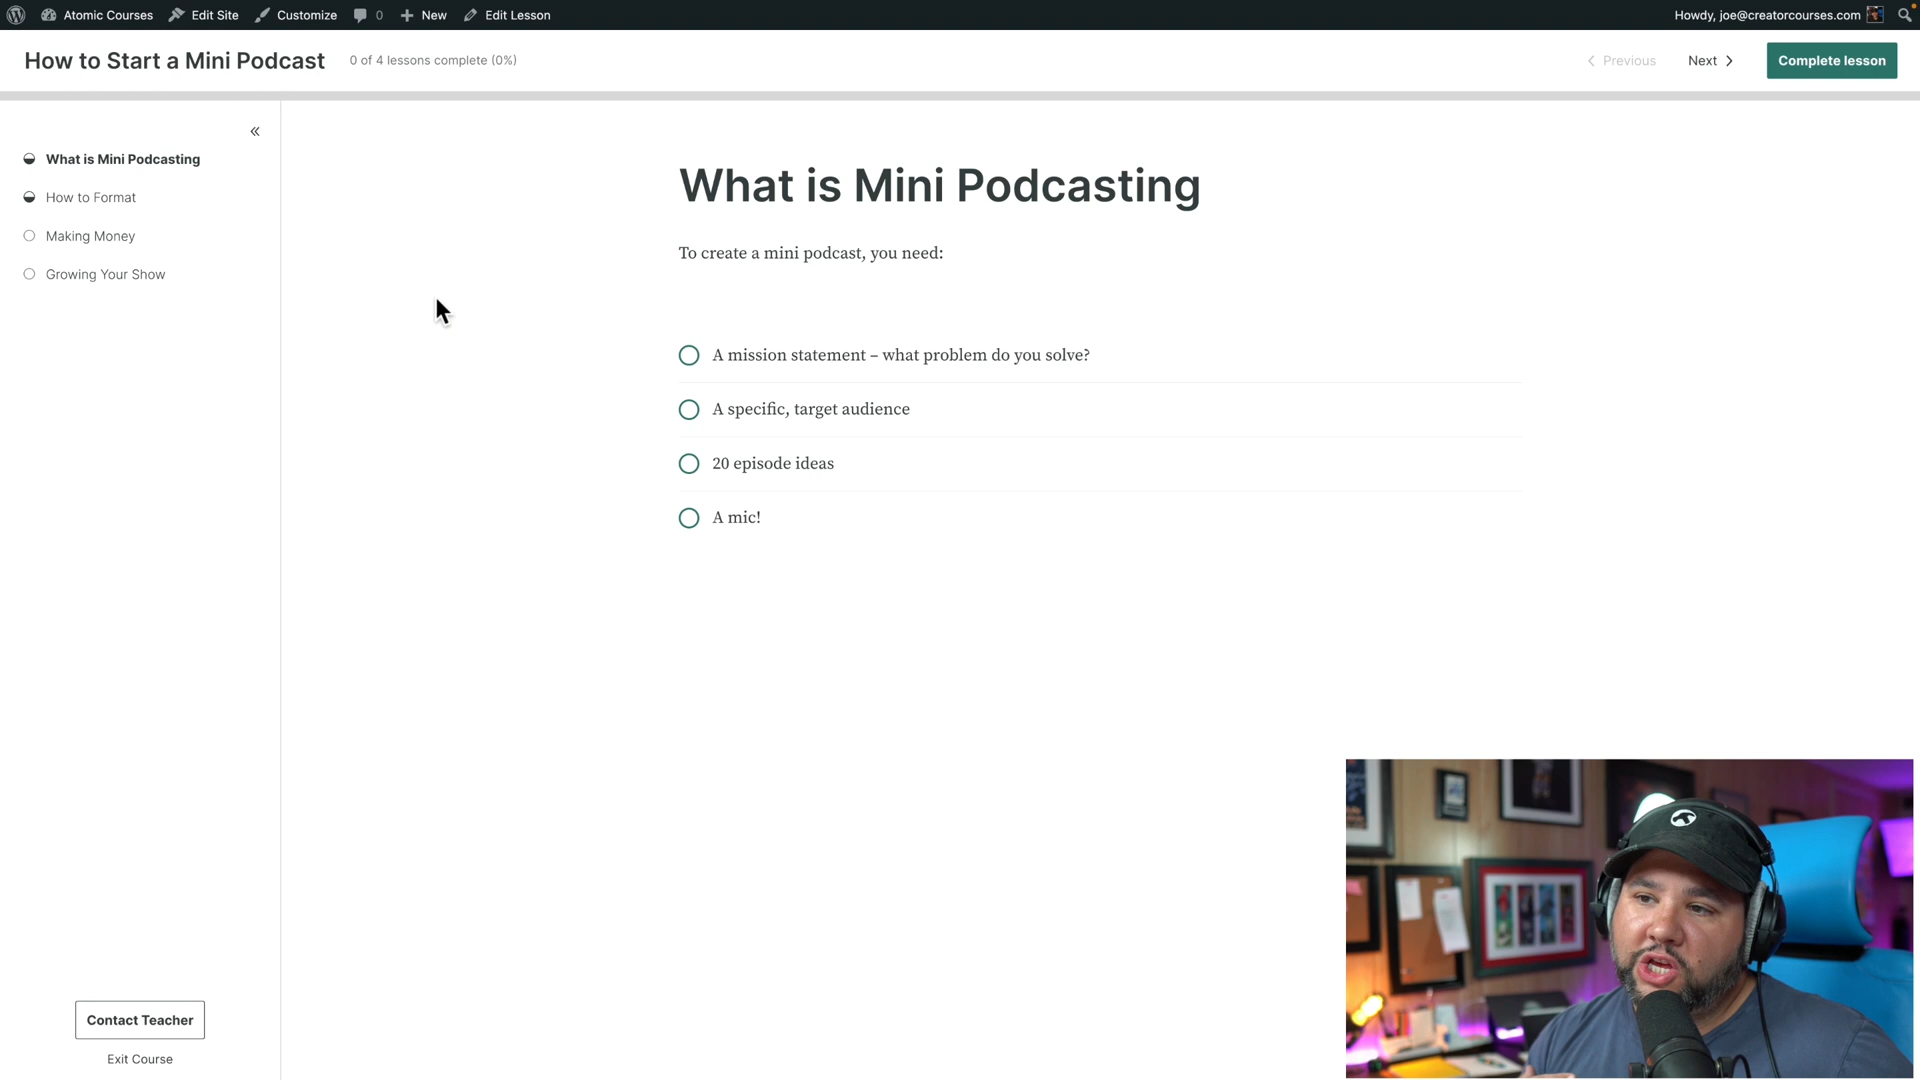 Atomic Courses
Edit Site
Customize
0
New
Edit Lesson
Howdy, joe@creatorcourses.com
How to Start a Mini Podcast
0 of 4 lessons complete (0%)
Previous
Next
Complete lesson
What is Mini Podcasting
How to Format
Making Money
Growing Your Show
What is Mini Podcasting
To create a mini podcast, you need:
A mission statement – what problem do you solve?
A specific, target audience
20 episode ideas
A mic!
Contact Teacher
Exit Course